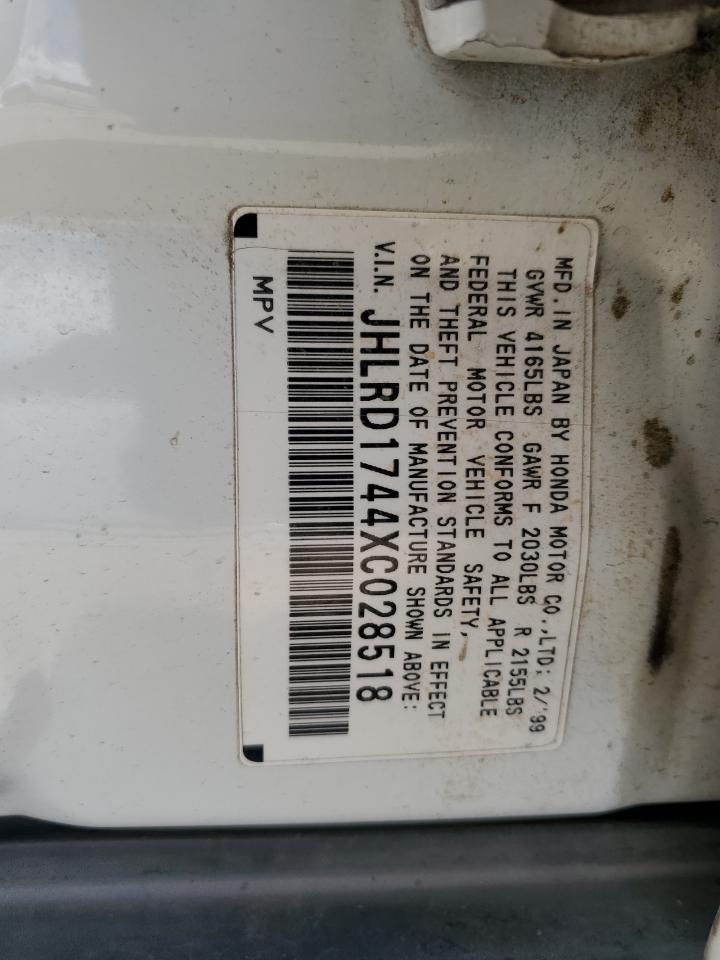 MFD. IN JAPAN BY HONDA MOTOR CO.,LTD: 2/'99
GVWR 4165LBS GAWR F 2030LBS R 2155LBS
THIS VEHICLE CONFORMS TO ALL APPLICABLE
FEDERAL MOTOR VEHICLE SAFETY,
AND THEFT PREVENTION STANDARDS IN EFFECT
ON THE DATE OF MANUFACTURE SHOWN ABOVE:
V.I.N. JHLRD1744XC028518
MPV